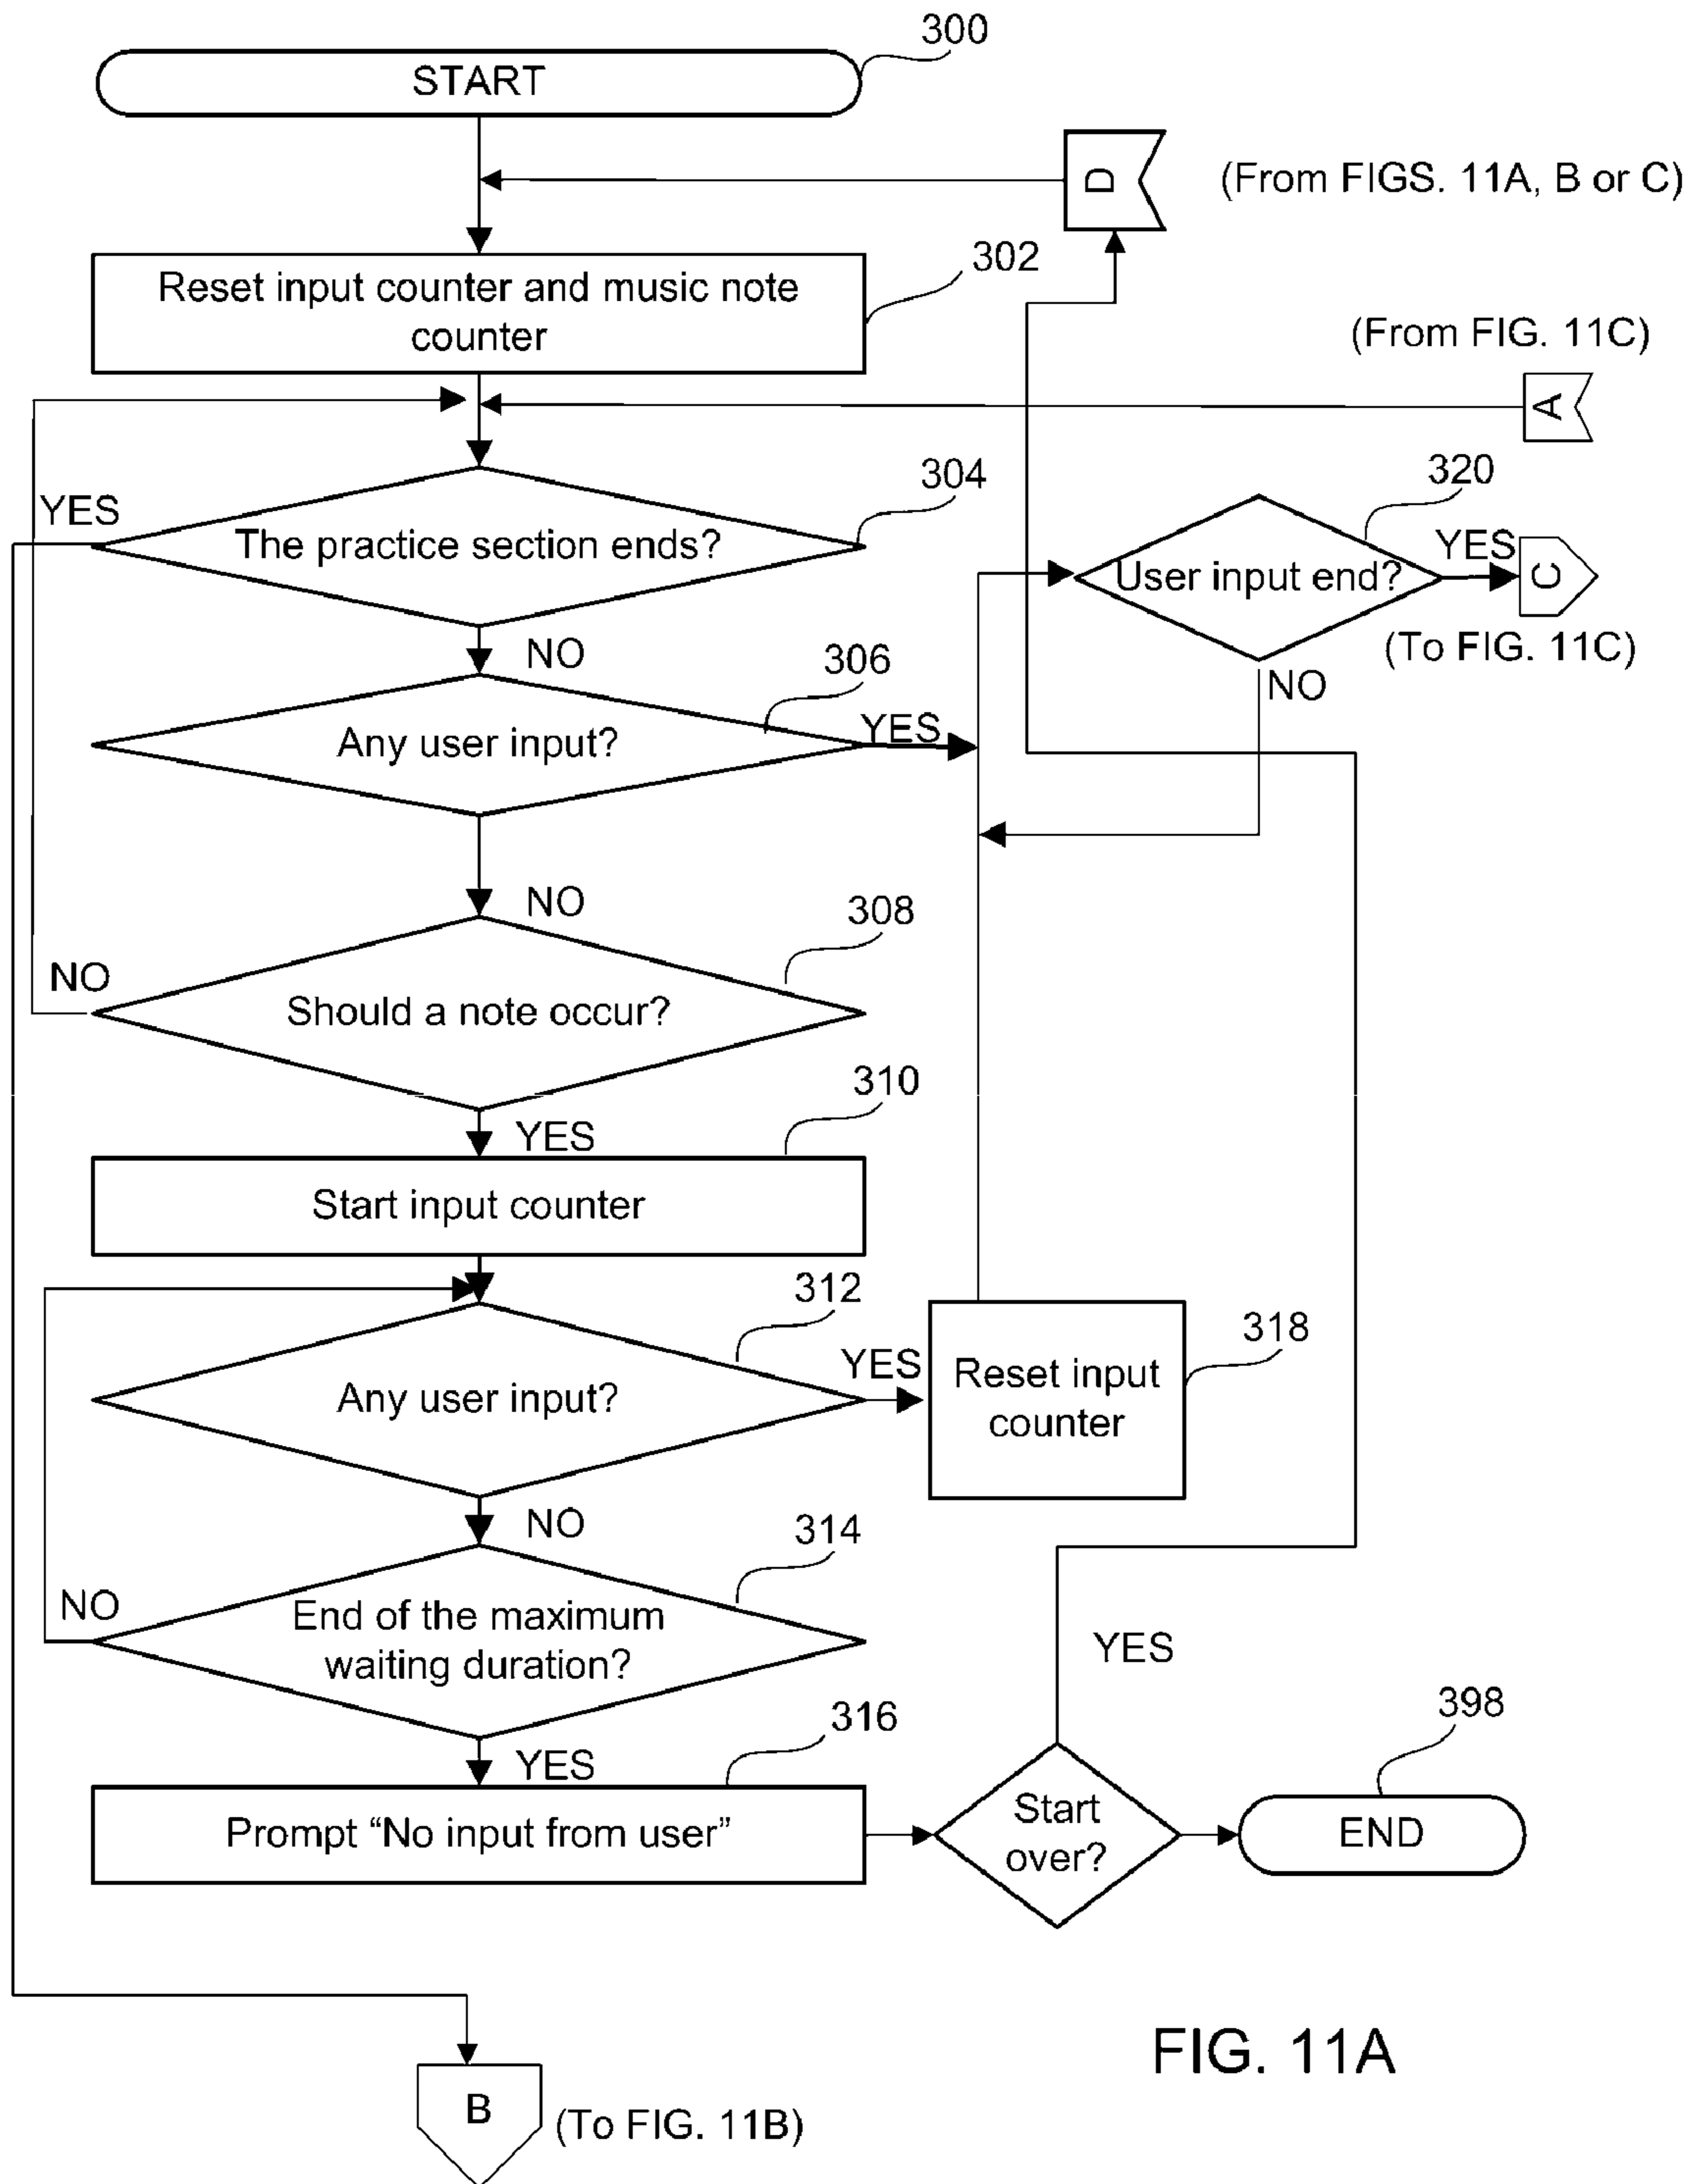 300
START
D
(From FIGS. 11A, B or C)
302
Reset input counter and music note
counter
(From FIG. 11C)
A
304
320
YES
The practice section ends?
YES
User input end?
C
NO
(To FIG. 11C)
306
NO
YES
Any user input?
NO
308
NO
Should a note occur?
310
YES
Start input counter
312
318
YES
Reset input
counter
Any user input?
NO
314
NO
End of the maximum
waiting duration?
YES
398
316
YES
Start
over?
Prompt “No input from user”
END
FIG. 11A
B
(To FIG. 11B)